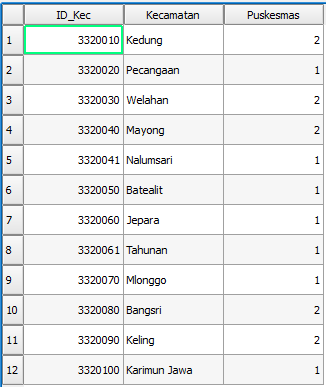 ID_Kec Kecamatan Puskesmas
1 3320010 Kedung 2
2 3320020 Pecangaan 1
3 3320030 Welahan 2
4 3320040 Mayong 2
5 3320041 Nalumsari 1
6 3320050 Batealit 1
7 3320060 Jepara 1
8 3320061 Tahunan 1
9 3320070 Mlonggo 1
10 3320080 Bangsri 2
11 3320090 Keling 2
12 3320100 Karimun Jawa 1